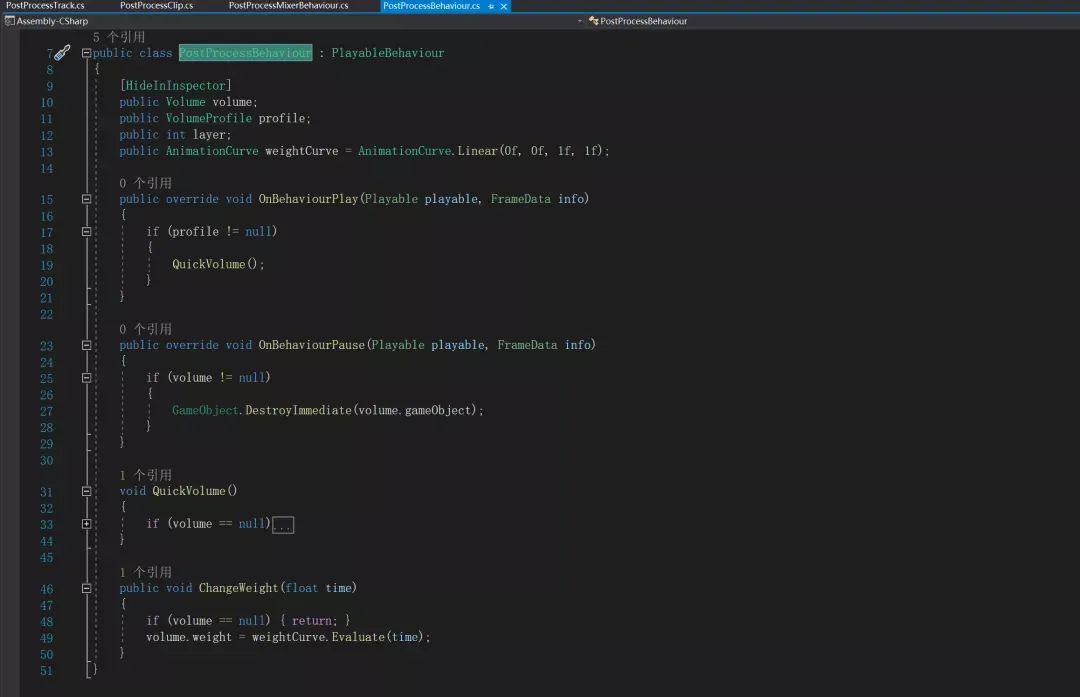 PostProcessTrack.cs PostProcessClip.cs PostProcessMixerBehaviour.cs PostProcessBehaviour.cs
Assembly-CSharp PostProcessBehaviour
5 个引用
7 public class PostProcessBehaviour : PlayableBehaviour
8 {
9 [HideInInspector]
10 public Volume volume;
11 public VolumeProfile profile;
12 public int layer;
13 public AnimationCurve weightCurve = AnimationCurve.Linear(0f, 0f, 1f, 1f);
14
0 个引用
15 public override void OnBehaviourPlay(Playable playable, FrameData info)
16 {
17 if (profile != null)
18 {
19 QuickVolume();
20 }
21 }
22
0 个引用
23 public override void OnBehaviourPause(Playable playable, FrameData info)
24 {
25 if (volume != null)
26 {
27 GameObject.DestroyImmediate(volume.gameObject);
28 }
29 }
30
1 个引用
31 void QuickVolume()
32 {
33 if (volume == null)...
44 }
45
1 个引用
46 public void ChangeWeight(float time)
47 {
48 if (volume == null) { return; }
49 volume.weight = weightCurve.Evaluate(time);
50 }
51 }